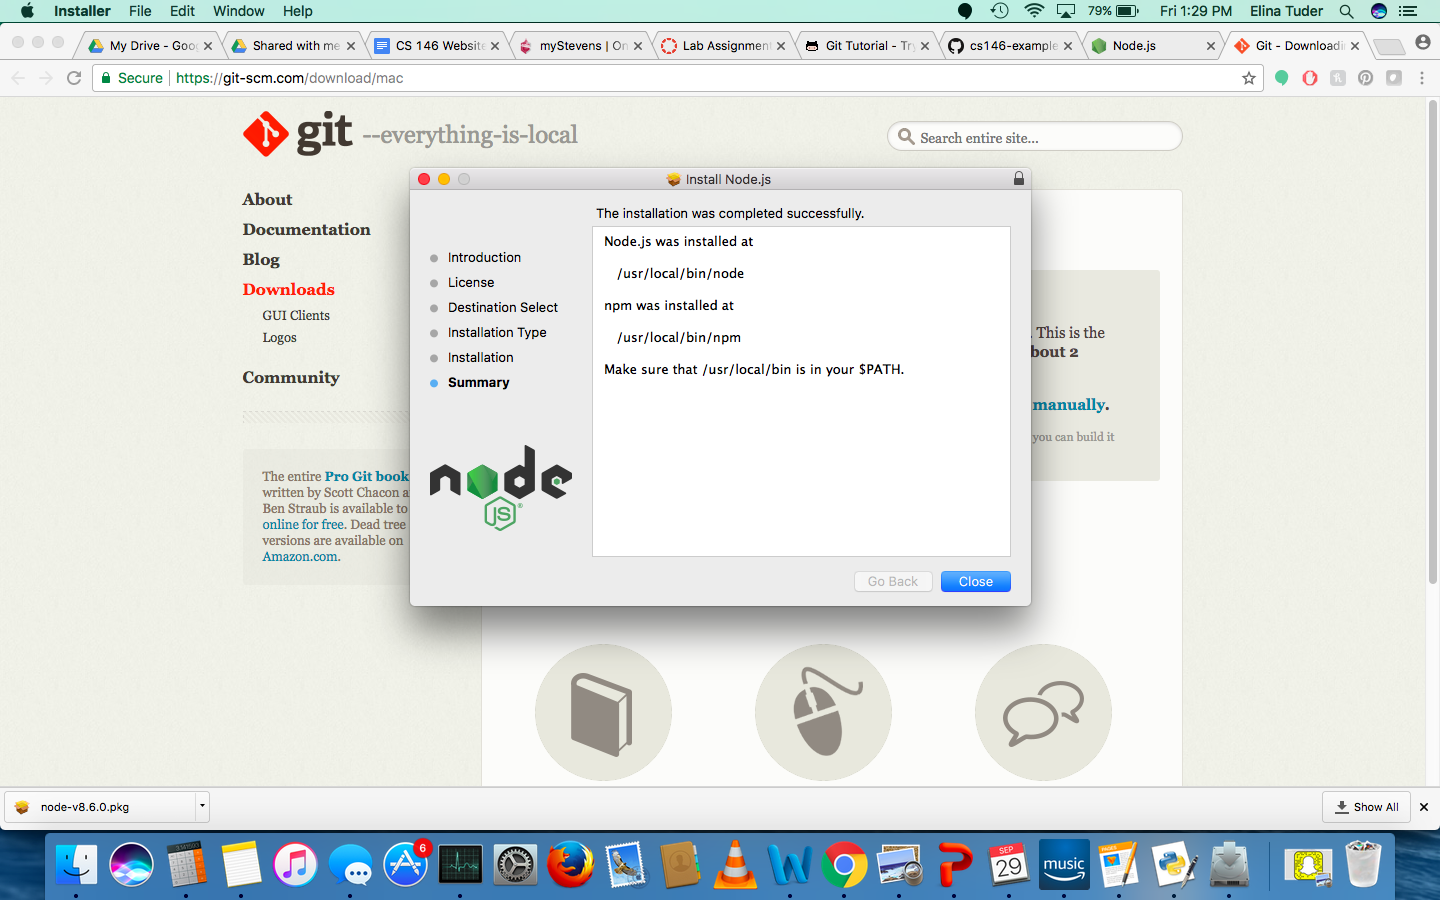 Installer File Edit Window Help 79% Fri 1:29 PM Elina Tuder
My Drive - Goog Shared with me CS 146 Website myStevens | On Lab Assignment Git Tutorial - Try cs146-example Node.js Git - Downloadi
Secure https://git-scm.com/download/mac
git --everything-is-local
Search entire site...
Install Node.js
About
Documentation
Blog
Downloads
GUI Clients
Logos
Community
The entire Pro Git book
written by Scott Chacon a
Ben Straub is available to
online for free. Dead tree
versions are available on
Amazon.com.
The installation was completed successfully.
Introduction
License
Destination Select
Installation Type
Installation
Summary
node
JS
Node.js was installed at
/usr/local/bin/node
npm was installed at
/usr/local/bin/npm
Make sure that /usr/local/bin is in your $PATH.
Go Back Close
. This is the
bout 2
manually.
you can build it
node-v8.6.0.pkg Show All
6
SEP
29
music
PAGES